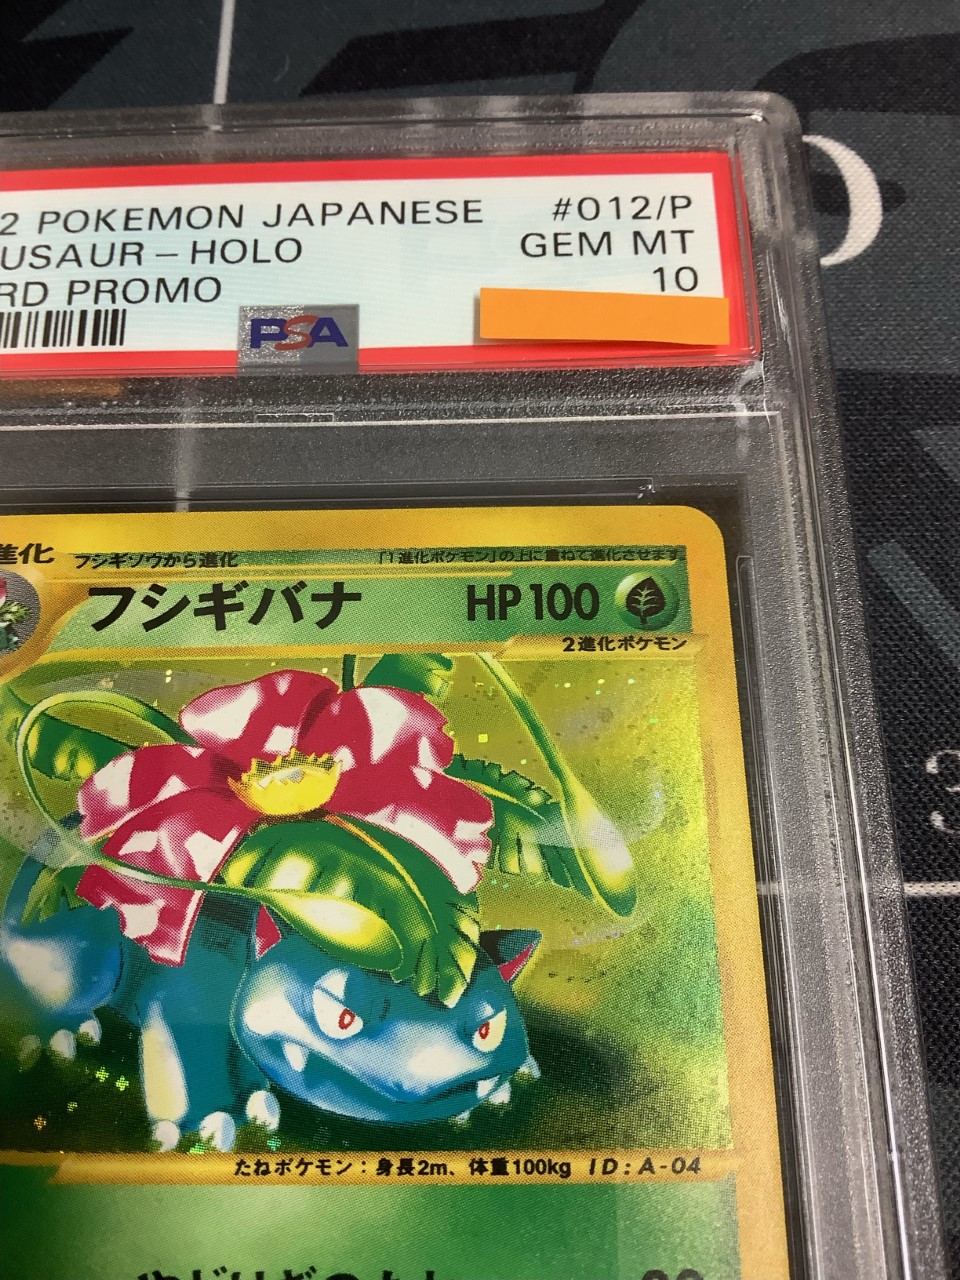 2 POKEMON JAPANESE #012/P
USAUR – HOLO GEM MT
RD PROMO 10
PSA
進化
フシギソウから進化 「1進化ポケモン」の上に重ねて進化させます
フシギバナ HP100
2進化ポケモン
たねポケモン：身長2m、体重100kg ID:A-04